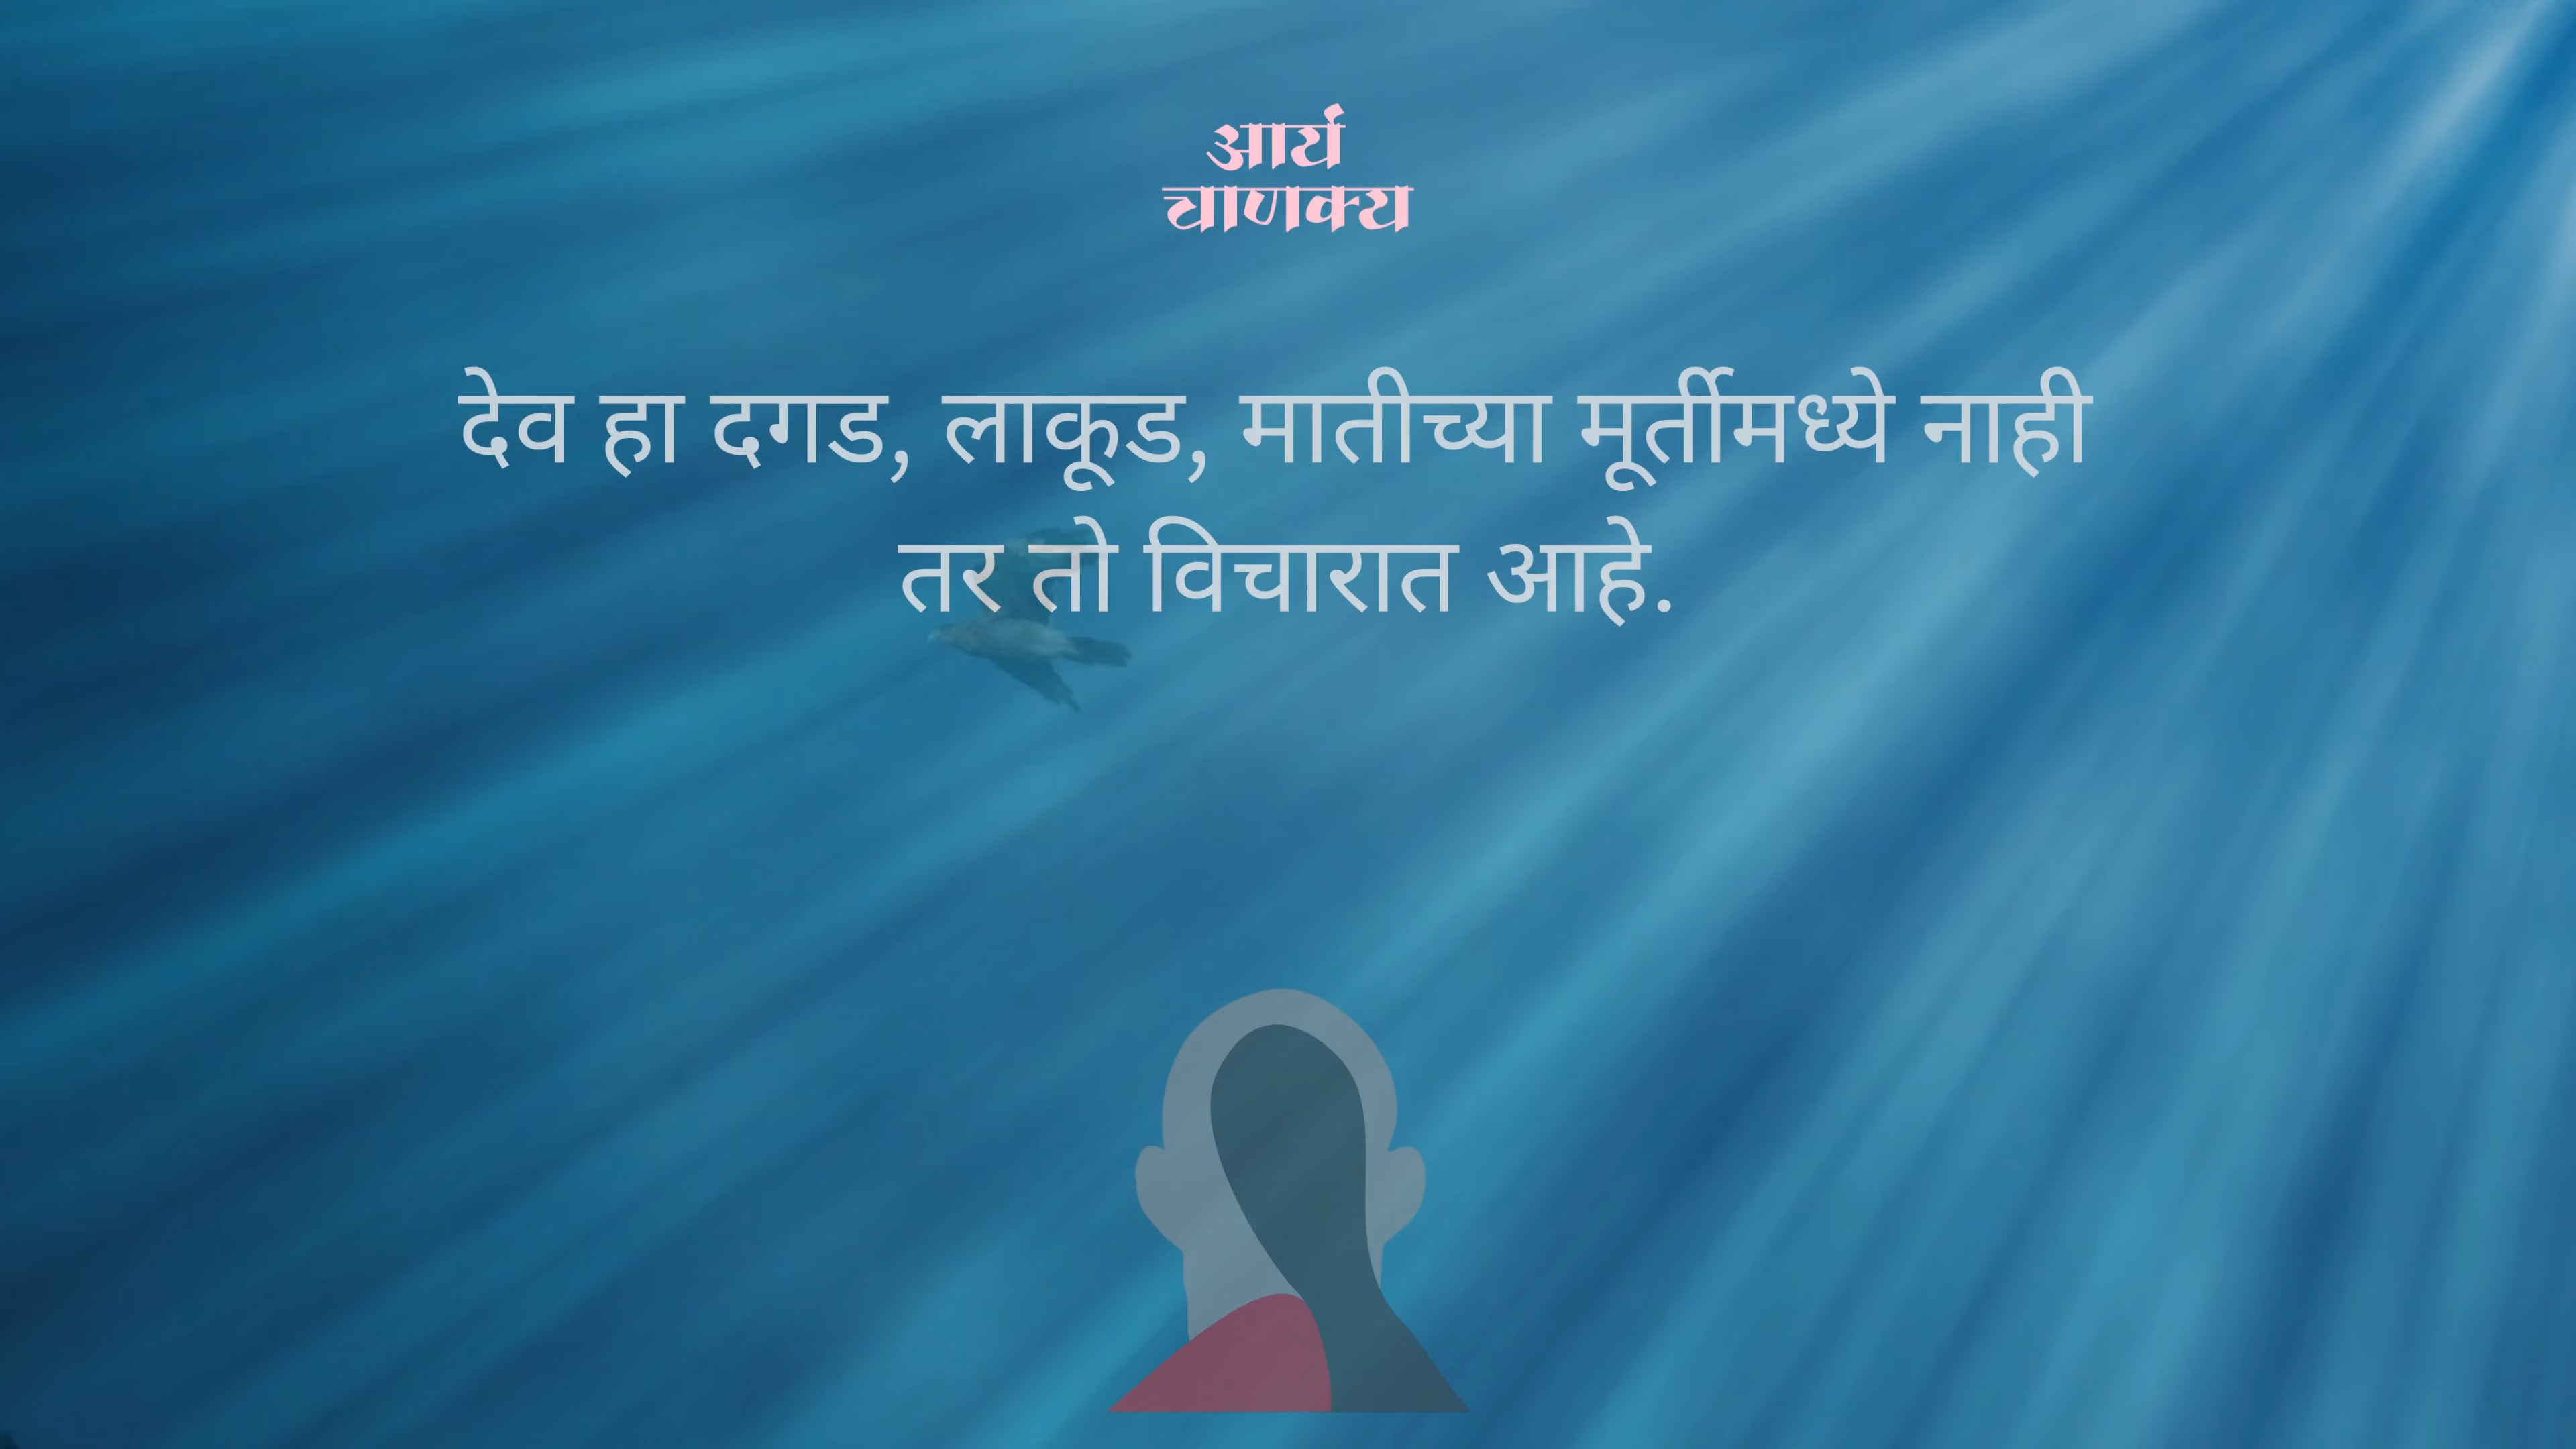 आर्य
चाणक्य
देव हा दगड, लाकूड, मातीच्या मूर्तीमध्ये नाही
तर तो विचारात आहे.